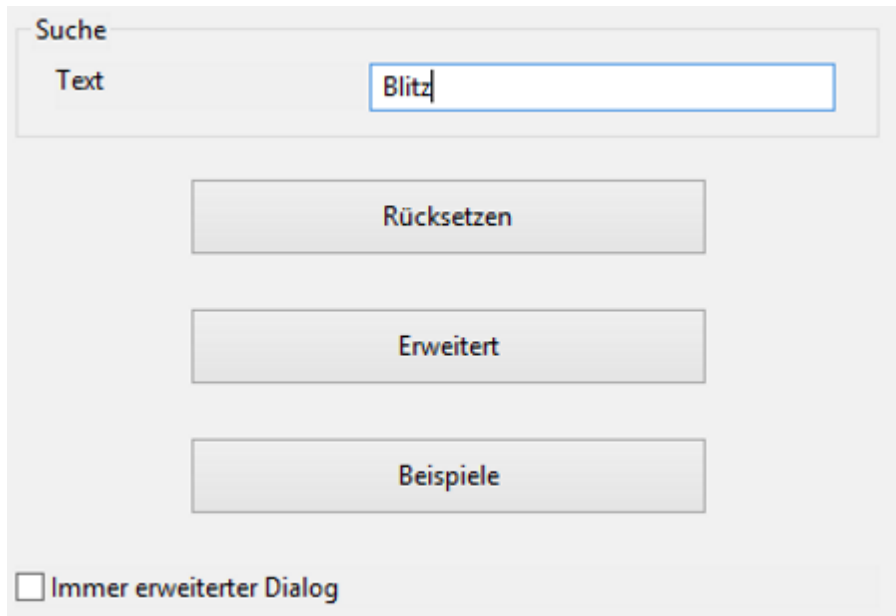 Suche
Text Blitz
Rücksetzen
Erweitert
Beispiele
Immer erweiterter Dialog